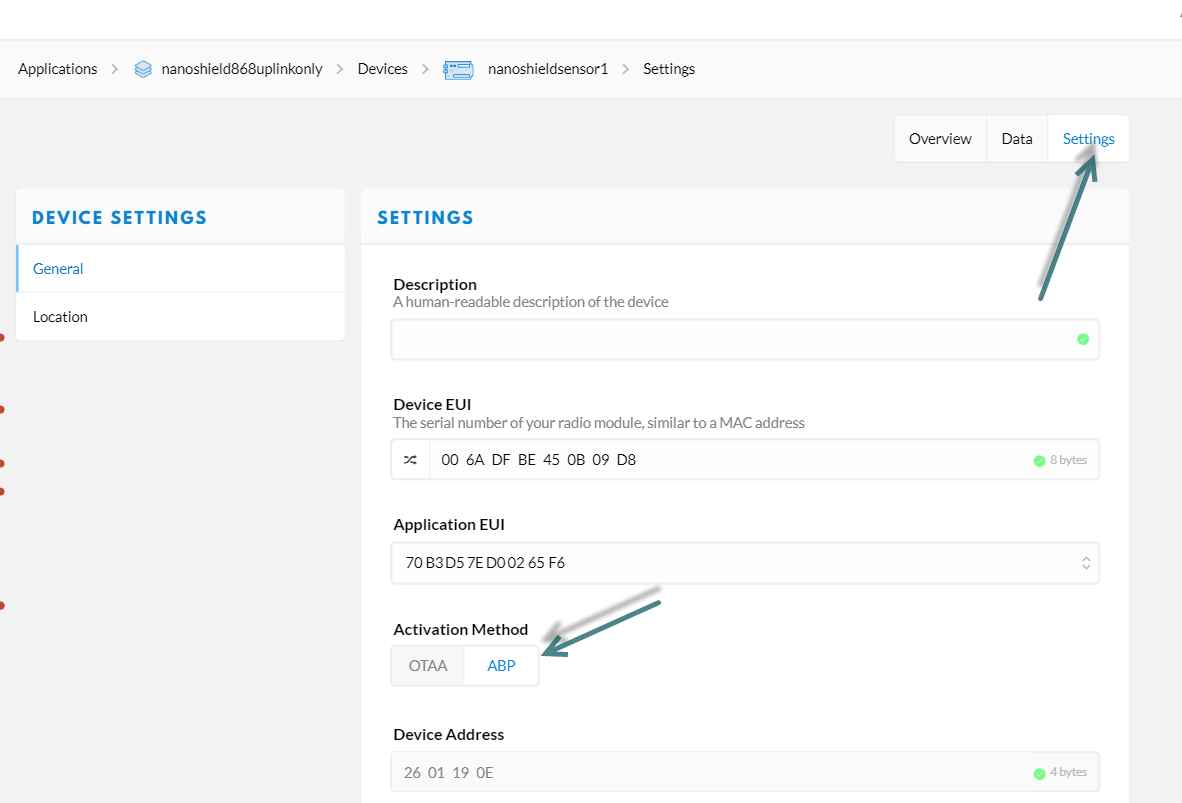 Applications > nanoshield868uplinkonly > Devices > nanoshieldsensor1 > Settings
Overview Data Settings
DEVICE SETTINGS
General
Location
SETTINGS
Description
A human-readable description of the device
Device EUI
The serial number of your radio module, similar to a MAC address
00 6A DF BE 45 0B 09 D8 8 bytes
Application EUI
70 B3 D5 7E D0 02 65 F6
Activation Method
OTAA ABP
Device Address
26 01 19 0E 4 bytes